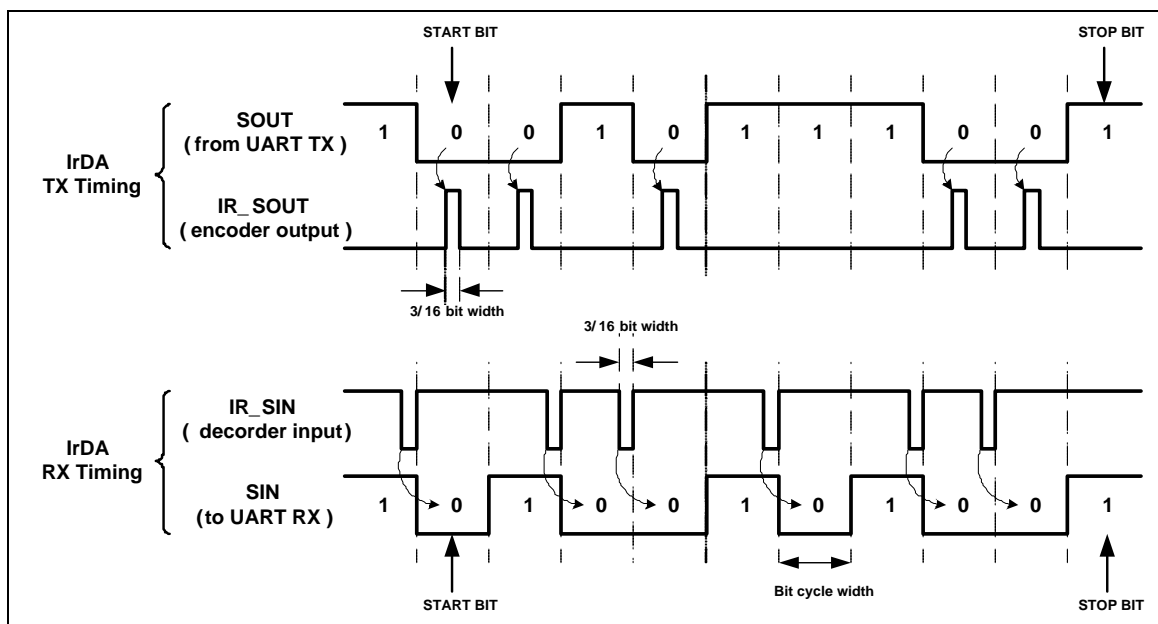 START BIT
STOP BIT
SOUT
( from UART TX )
1 0 0 1 0 1 1 1 0 0 1
IrDA
TX Timing
IR_SOUT
( encoder output)
3/16 bit width
3/16 bit width
IR_SIN
( decorder input)
IrDA
RX Timing
SIN
(to UART RX )
1 0 1 0 0 1 0 1 0 0 1
Bit cycle width
START BIT
STOP BIT